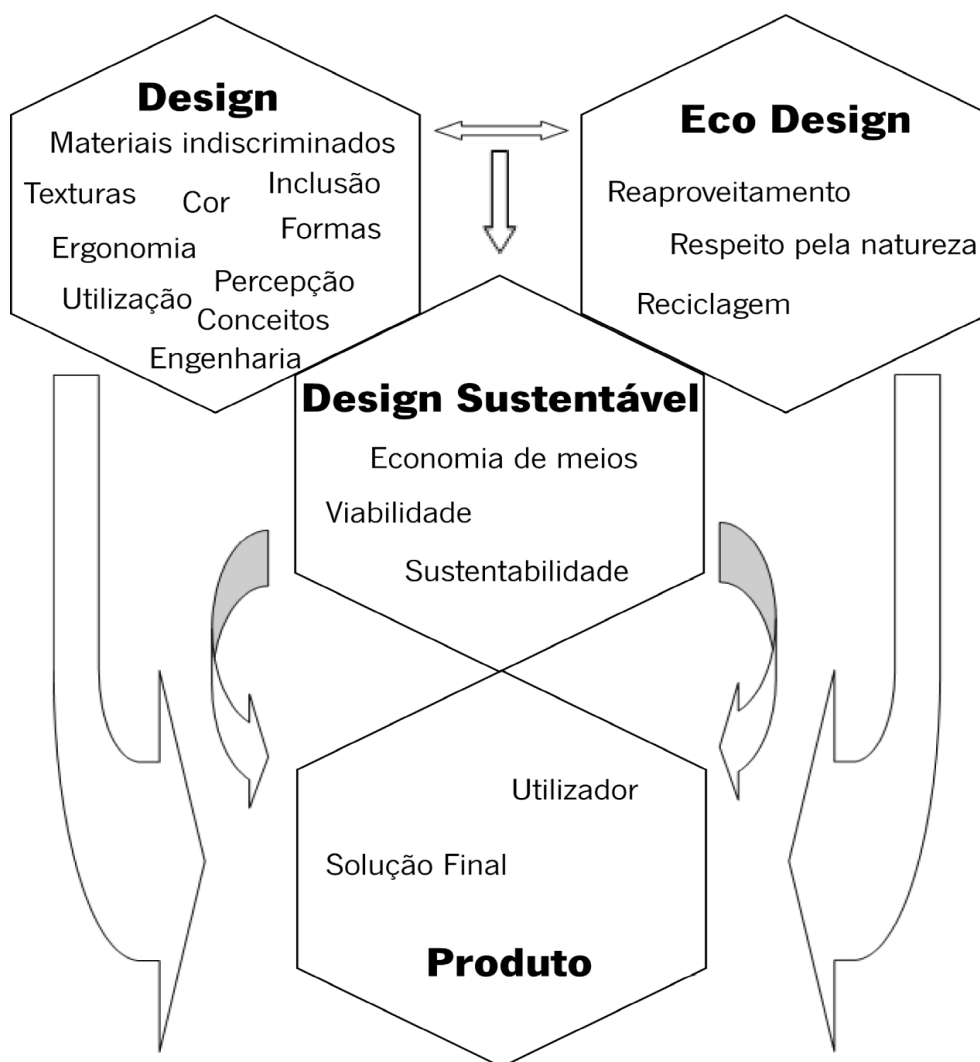 Design
Materiais indiscriminados
Texturas
Cor
Inclusão
Formas
Ergonomia
Percepção
Utilização
Conceitos
Engenharia
Eco Design
Reaproveitamento
Respeito pela natureza
Reciclagem
Design Sustentável
Economia de meios
Viabilidade
Sustentabilidade
Utilizador
Solução Final
Produto